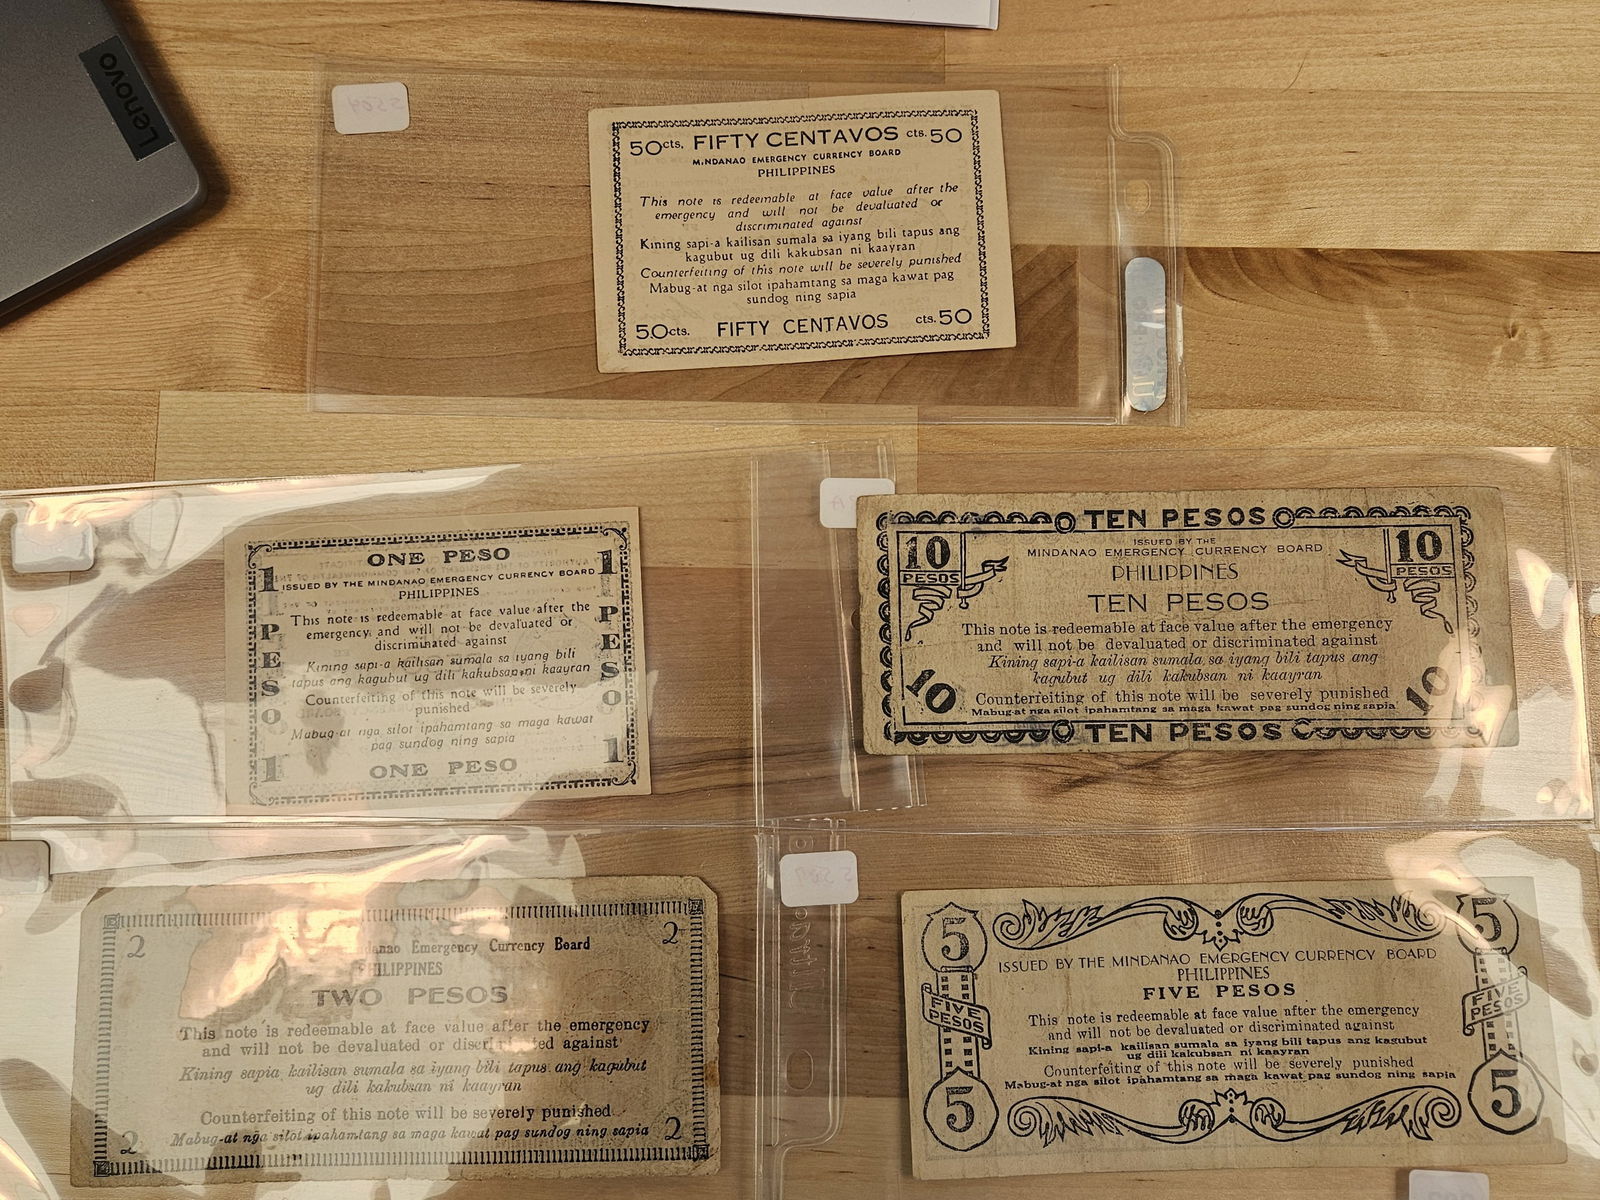 Lenovo
50cts. FIFTY CENTAVOS cts. 50
MINDANAO EMERGENCY CURRENCY BOARD
PHILIPPINES
This note is redeemable at face value after the
emergency and will not be devaluated or
discriminated against
Kining sapi-a kailisan sumala sa iyang bili tapus ang
kagubut ug dili kakubsan ni kaayran
Counterfeiting of this note will be severely punished
Mabug-at nga silot ipahamtang sa maga kawat pag
sundog ning sapia
50cts. FIFTY CENTAVOS cts. 50
1 ONE PESO 1
ISSUED BY THE MINDANAO EMERGENCY CURRENCY BOARD
PHILIPPINES
This note is redeemable at face value after the
emergency and will not be devaluated or
discriminated against
Kining sapi-a kailisan sumala sa iyang bili
tapus ang kagubut ug dili kakubsan ni kaayran
Counterfeiting of this note will be severely
punished
Mabug-at nga silot ipahamtang sa maga kawat
pag sundog ning sapia
PESO
PESO
1 ONE PESO 1
TEN PESOS
10 PESOS
10 PESOS
ISSUED BY THE
MINDANAO EMERGENCY CURRENCY BOARD
PHILIPPINES
TEN PESOS
This note is redeemable at face value after the emergency
and will not be devaluated or discriminated against
Kining sapi-a kailisan sumala sa iyang bili tapus ang
kagubut ug dili kakubsan ni kaayran
Counterfeiting of this note will be severely punished
Mabug-at nga silot ipahamtang sa maga kawat pag sundog ning sapia
10 10
TEN PESOS
2 2
Emergency Currency Board
PHILIPPINES
TWO PESOS
This note is redeemable at face value after the emergency
and will not be devaluated or against
Kining sapia kailisan sumala sa iyang bili tapus ang kagubut
ug dili kakubsan ni kaayran
Counterfeiting of this note will be severely punished
Mabug-at nga silot ipahamtang sa maga kawat pag sundog ning sapia
2 2
5 5
ISSUED BY THE MINDANAO EMERGENCY CURRENCY BOARD
PHILIPPINES
FIVE PESOS
FIVE PESOS
FIVE PESOS
This note is redeemable at face value after the emergency
and will not be devaluated or discriminated against
Kining sapi-a kailisan sumala sa iyang bili tapus ang kagubut
ug dili kakubsan ni kaayran
Counterfeiting of this note will be severely punished
Mabug-at nga silot ipahamtang sa maga kawat pag sundog ning sapia
5 5